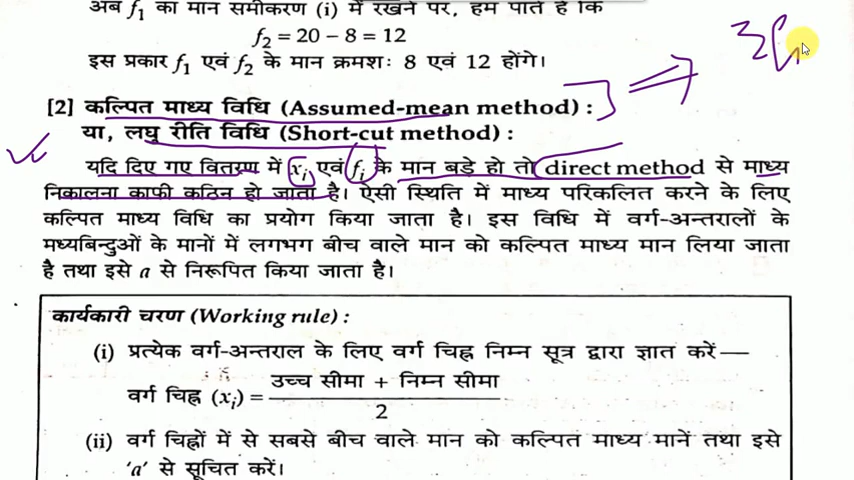 अब f₁ का मान समीकरण (i) में रखने पर, हम पाते हैं कि
f₂ = 20 − 8 = 12
इस प्रकार f₁ एवं f₂ के मान क्रमशः 8 एवं 12 होंगे।
[2] कल्पित माध्य विधि (Assumed-mean method) :
या, लघु रीति विधि (Short-cut method) :
यदि दिए गए वितरण में xᵢ एवं fᵢ के मान बड़े हो तो direct method से माध्य
निकालना काफी कठिन हो जाता है। ऐसी स्थिति में माध्य परिकलित करने के लिए
कल्पित माध्य विधि का प्रयोग किया जाता है। इस विधि में वर्ग-अन्तरालों के
मध्यबिन्दुओं के मानों में लगभग बीच वाले मान को कल्पित माध्य मान लिया जाता
है तथा इसे a से निरूपित किया जाता है।
कार्यकारी चरण (Working rule) :
(i) प्रत्येक वर्ग-अन्तराल के लिए वर्ग चिह्न निम्न सूत्र द्वारा ज्ञात करें—
वर्ग चिह्न (xᵢ) = उच्च सीमा + निम्न सीमा
2
(ii) वर्ग चिह्नों में से सबसे बीच वाले मान को कल्पित माध्य मानें तथा इसे
'a' से सूचित करें।